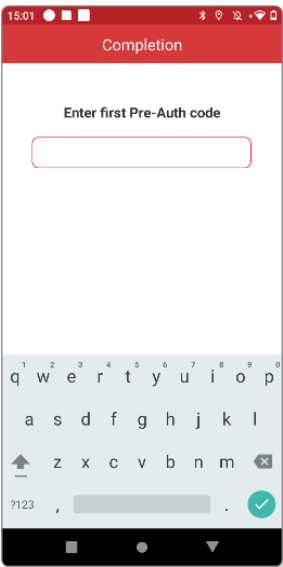 15:01
Completion
Enter first Pre-Auth code
1 2 3 4 5 6 7 8 9 0
q w e r t y u i o p
a s d f g h j k l
z x c v b n m
?123 , .